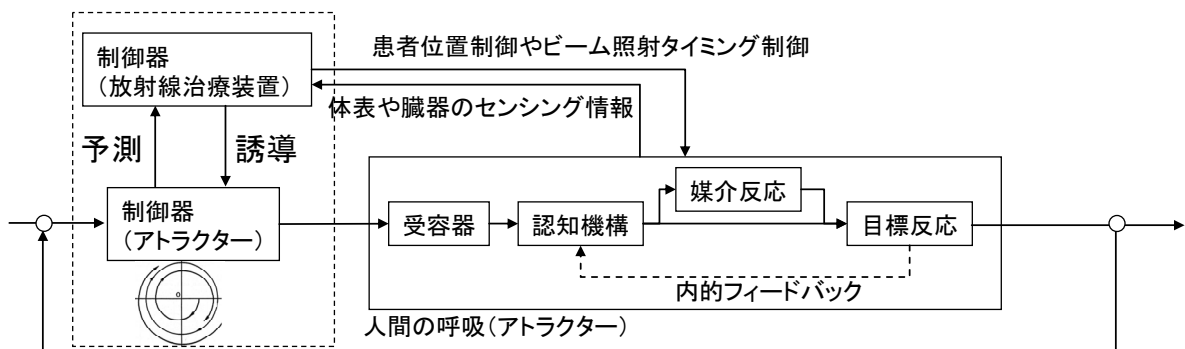 制御器
（放射線治療装置）
患者位置制御やビーム照射タイミング制御
体表や臓器のセンシング情報
予測
誘導
制御器
（アトラクター）
受容器
認知機構
媒介反応
目標反応
内的フィードバック
人間の呼吸（アトラクター）